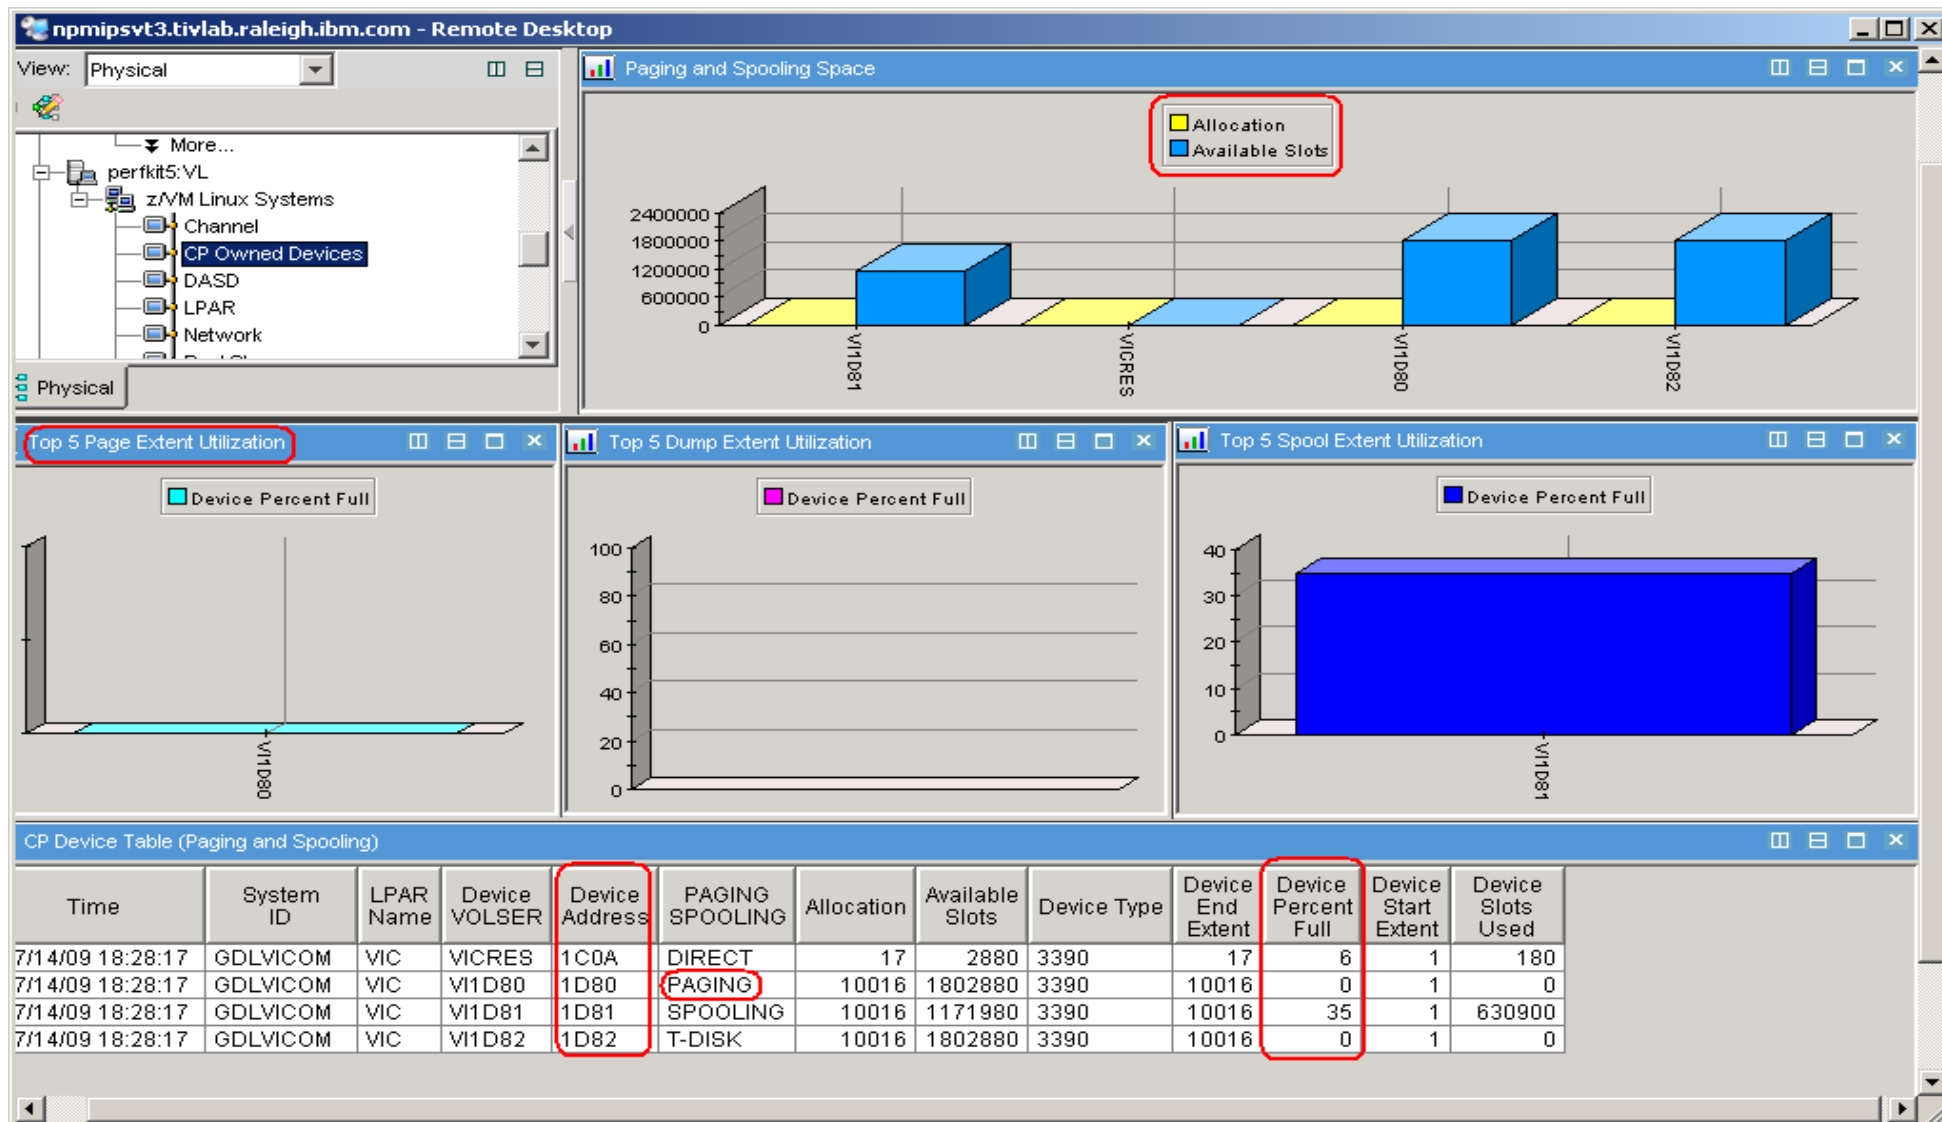 npmipsvt3.tivlab.raleigh.ibm.com - Remote Desktop
View: Physical
More...
perfkit5:VL
z/VM Linux Systems
Channel
CP Owned Devices
DASD
LPAR
Network
Physical
Paging and Spooling Space
Allocation
Available Slots
2400000
1800000
1200000
600000
0
VI1D81
VICRES
VI1D80
VI1D82
Top 5 Page Extent Utilization
Device Percent Full
VI1D80
Top 5 Dump Extent Utilization
Device Percent Full
100
80
60
40
20
0
Top 5 Spool Extent Utilization
Device Percent Full
40
30
20
10
0
VI1D81
CP Device Table (Paging and Spooling)
Time System ID LPAR Name Device VOLSER Device Address PAGING SPOOLING Allocation Available Slots Device Type Device End Extent Device Percent Full Device Start Extent Device Slots Used
7/14/09 18:28:17 GDLVICOM VIC VICRES 1C0A DIRECT 17 2880 3390 17 6 1 180
7/14/09 18:28:17 GDLVICOM VIC VI1D80 1D80 PAGING 10016 1802880 3390 10016 0 1 0
7/14/09 18:28:17 GDLVICOM VIC VI1D81 1D81 SPOOLING 10016 1171980 3390 10016 35 1 630900
7/14/09 18:28:17 GDLVICOM VIC VI1D82 1D82 T-DISK 10016 1802880 3390 10016 0 1 0